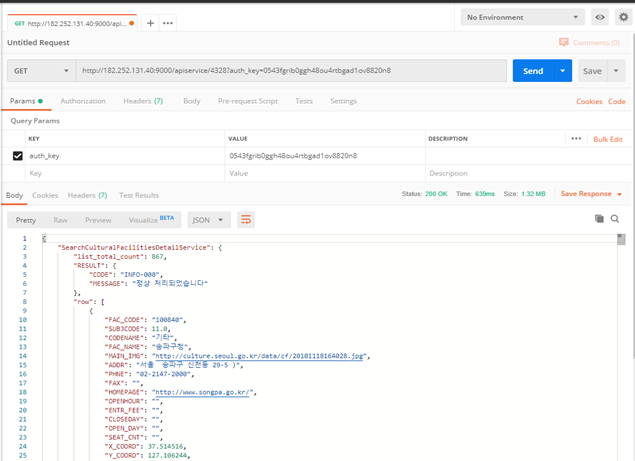 GET http://182.252.131.40:9000/api... + ••• No Environment
Untitled Request Comments (0)
GET http://182.252.131.40:9000/apiservice/4328?auth_key=0543fgrib0ggh48ou4rtbgad1ov8820n8 Send Save
Params Authorization Headers (7) Body Pre-request Script Tests Settings Cookies Code
Query Params
KEY VALUE DESCRIPTION ••• Bulk Edit
auth_key 0543fgrib0ggh48ou4rtbgad1ov8820n8
Key Value Description
Body Cookies Headers (7) Test Results Status: 200 OK Time: 639ms Size: 1.32 MB Save Response
Pretty Raw Preview Visualize BETA JSON
1 {
2 "SearchCulturalFacilitiesDetailService": {
3 "list_total_count": 867,
4 "RESULT": {
5 "CODE": "INFO-000",
6 "MESSAGE": "정상 처리되었습니다"
7 },
8 "row": [
9 {
10 "FAC_CODE": "100840",
11 "SUBJCODE": 11.0,
12 "CODENAME": "기타",
13 "FAC_NAME": "송파구청",
14 "MAIN_IMG": "http://culture.seoul.go.kr/data/cf/20101118164028.jpg",
15 "ADDR": "서울 송파구 신천동 29-5 )",
16 "PHNE": "02-2147-2000",
17 "FAX": "",
18 "HOMEPAGE": "http://www.songpa.go.kr/",
19 "OPENHOUR": "",
20 "ENTR_FEE": "",
21 "CLOSEDAY": "",
22 "OPEN_DAY": "",
23 "SEAT_CNT": "",
24 "X_COORD": 37.514516,
25 "Y_COORD": 127.106244,